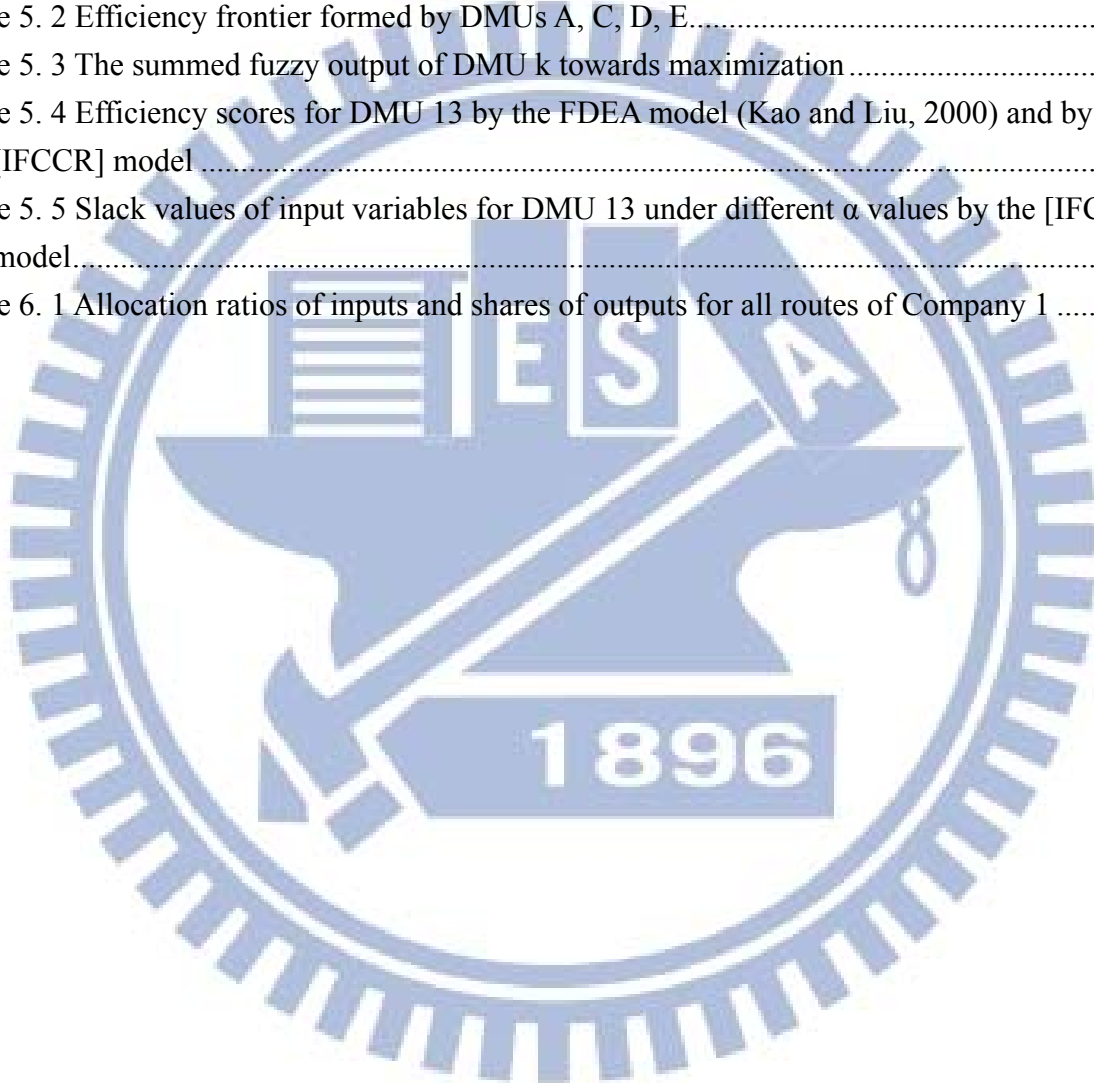 e 5. 2 Efficiency frontier formed by DMUs A, C, D, E
e 5. 3 The summed fuzzy output of DMU k towards maximization
e 5. 4 Efficiency scores for DMU 13 by the FDEA model (Kao and Liu, 2000) and by
IFCCR] model
e 5. 5 Slack values of input variables for DMU 13 under different α values by the [IFC
model
e 6. 1 Allocation ratios of inputs and shares of outputs for all routes of Company 1
E S A
8
1896